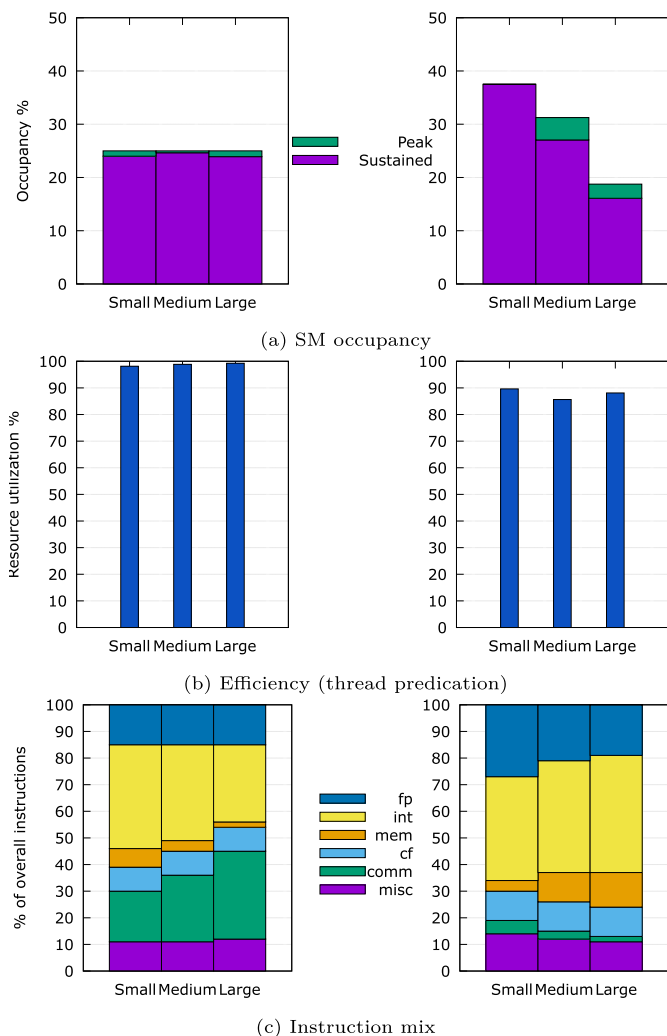 50
40
30
20
10
0
Occupancy %
Small Medium Large
Peak
Sustained
50
40
30
20
10
0
Small Medium Large
(a) SM occupancy
100
90
80
70
60
50
40
30
20
10
0
Resource utilization %
Small Medium Large
100
90
80
70
60
50
40
30
20
10
0
Small Medium Large
(b) Efficiency (thread predication)
100
90
80
70
60
50
40
30
20
10
0
% of overall instructions
Small Medium Large
fp
int
mem
cf
comm
misc
100
90
80
70
60
50
40
30
20
10
0
Small Medium Large
(c) Instruction mix